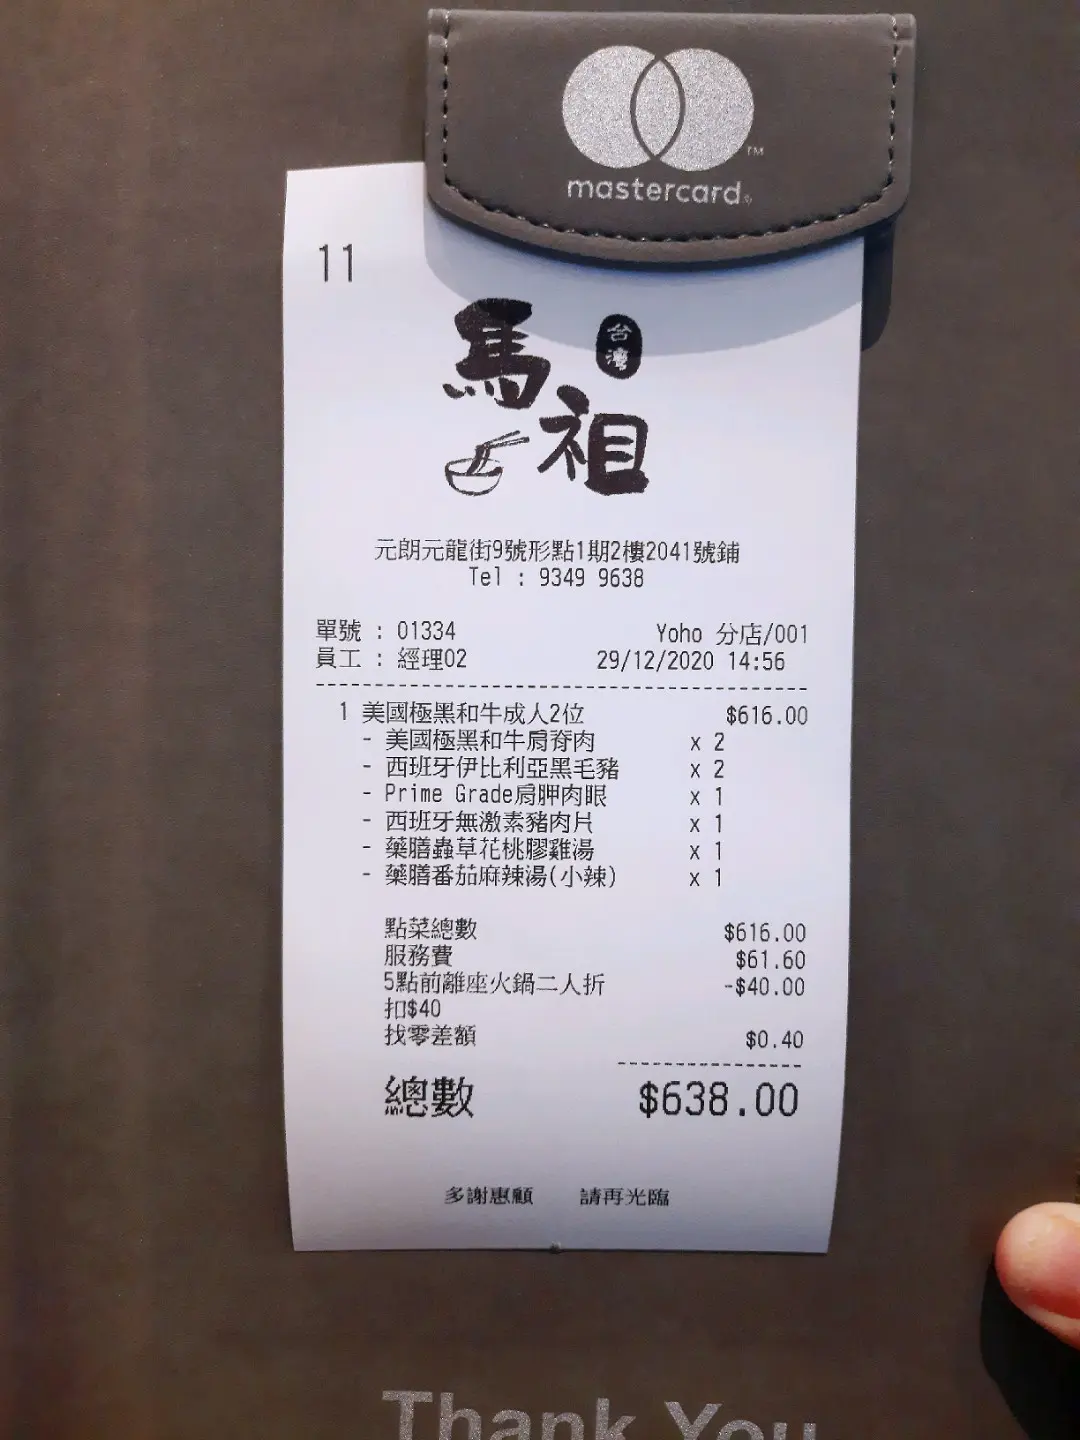 mastercard
TM
11
台灣
馬祖
元朗元龍街9號形點1期2樓2041號鋪
Tel : 9349 9638
單號 : 01334 Yoho 分店/001
員工 : 經理02 29/12/2020 14:56
1 美國極黑和牛成人2位 $616.00
- 美國極黑和牛肩脊肉 x 2
- 西班牙伊比利亞黑毛豬 x 2
- Prime Grade肩胛肉眼 x 1
- 西班牙無激素豬肉片 x 1
- 藥膳蟲草花桃膠雞湯 x 1
- 藥膳番茄麻辣湯(小辣) x 1
點菜總數 $616.00
服務費 $61.60
5點前離座火鍋二人折 -$40.00
扣$40
找零差額 $0.40
總數 $638.00
多謝惠顧 請再光臨
Thank You